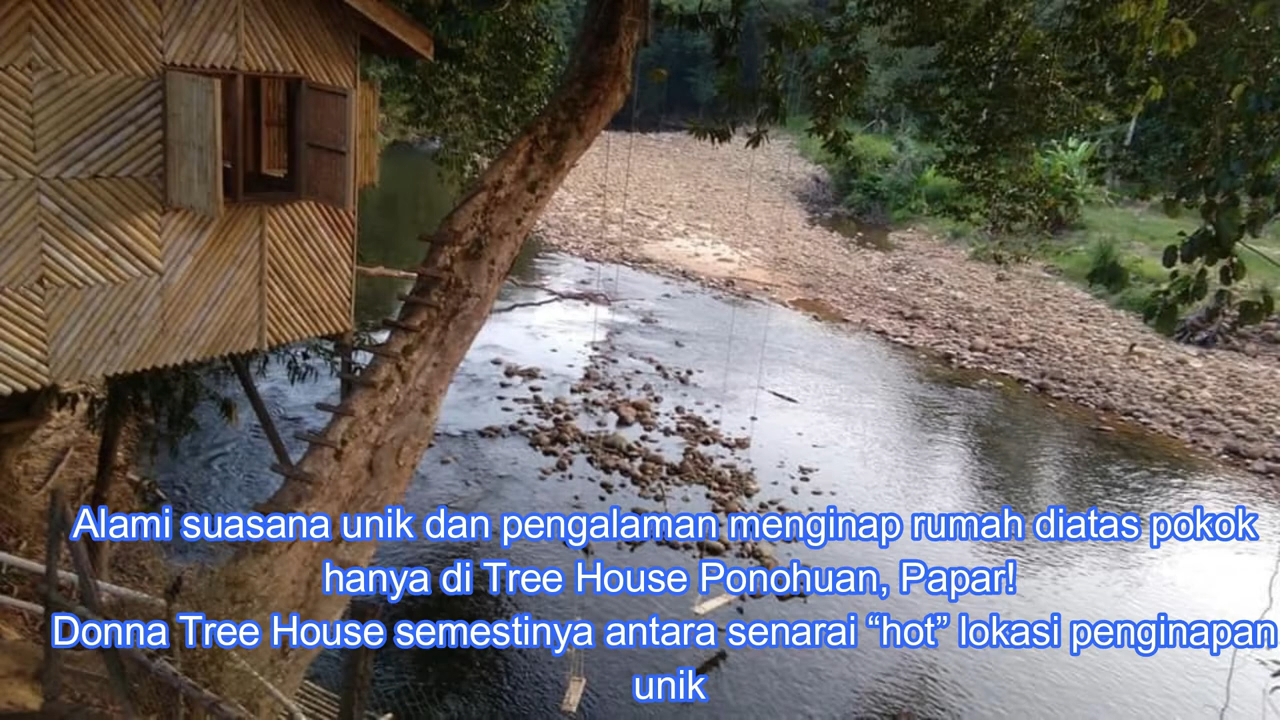 Alami suasana unik dan pengalaman menginap rumah diatas pokok
hanya di Tree House Ponohuan, Papar!
Donna Tree House semestinya antara senarai “hot” lokasi penginapan
unik